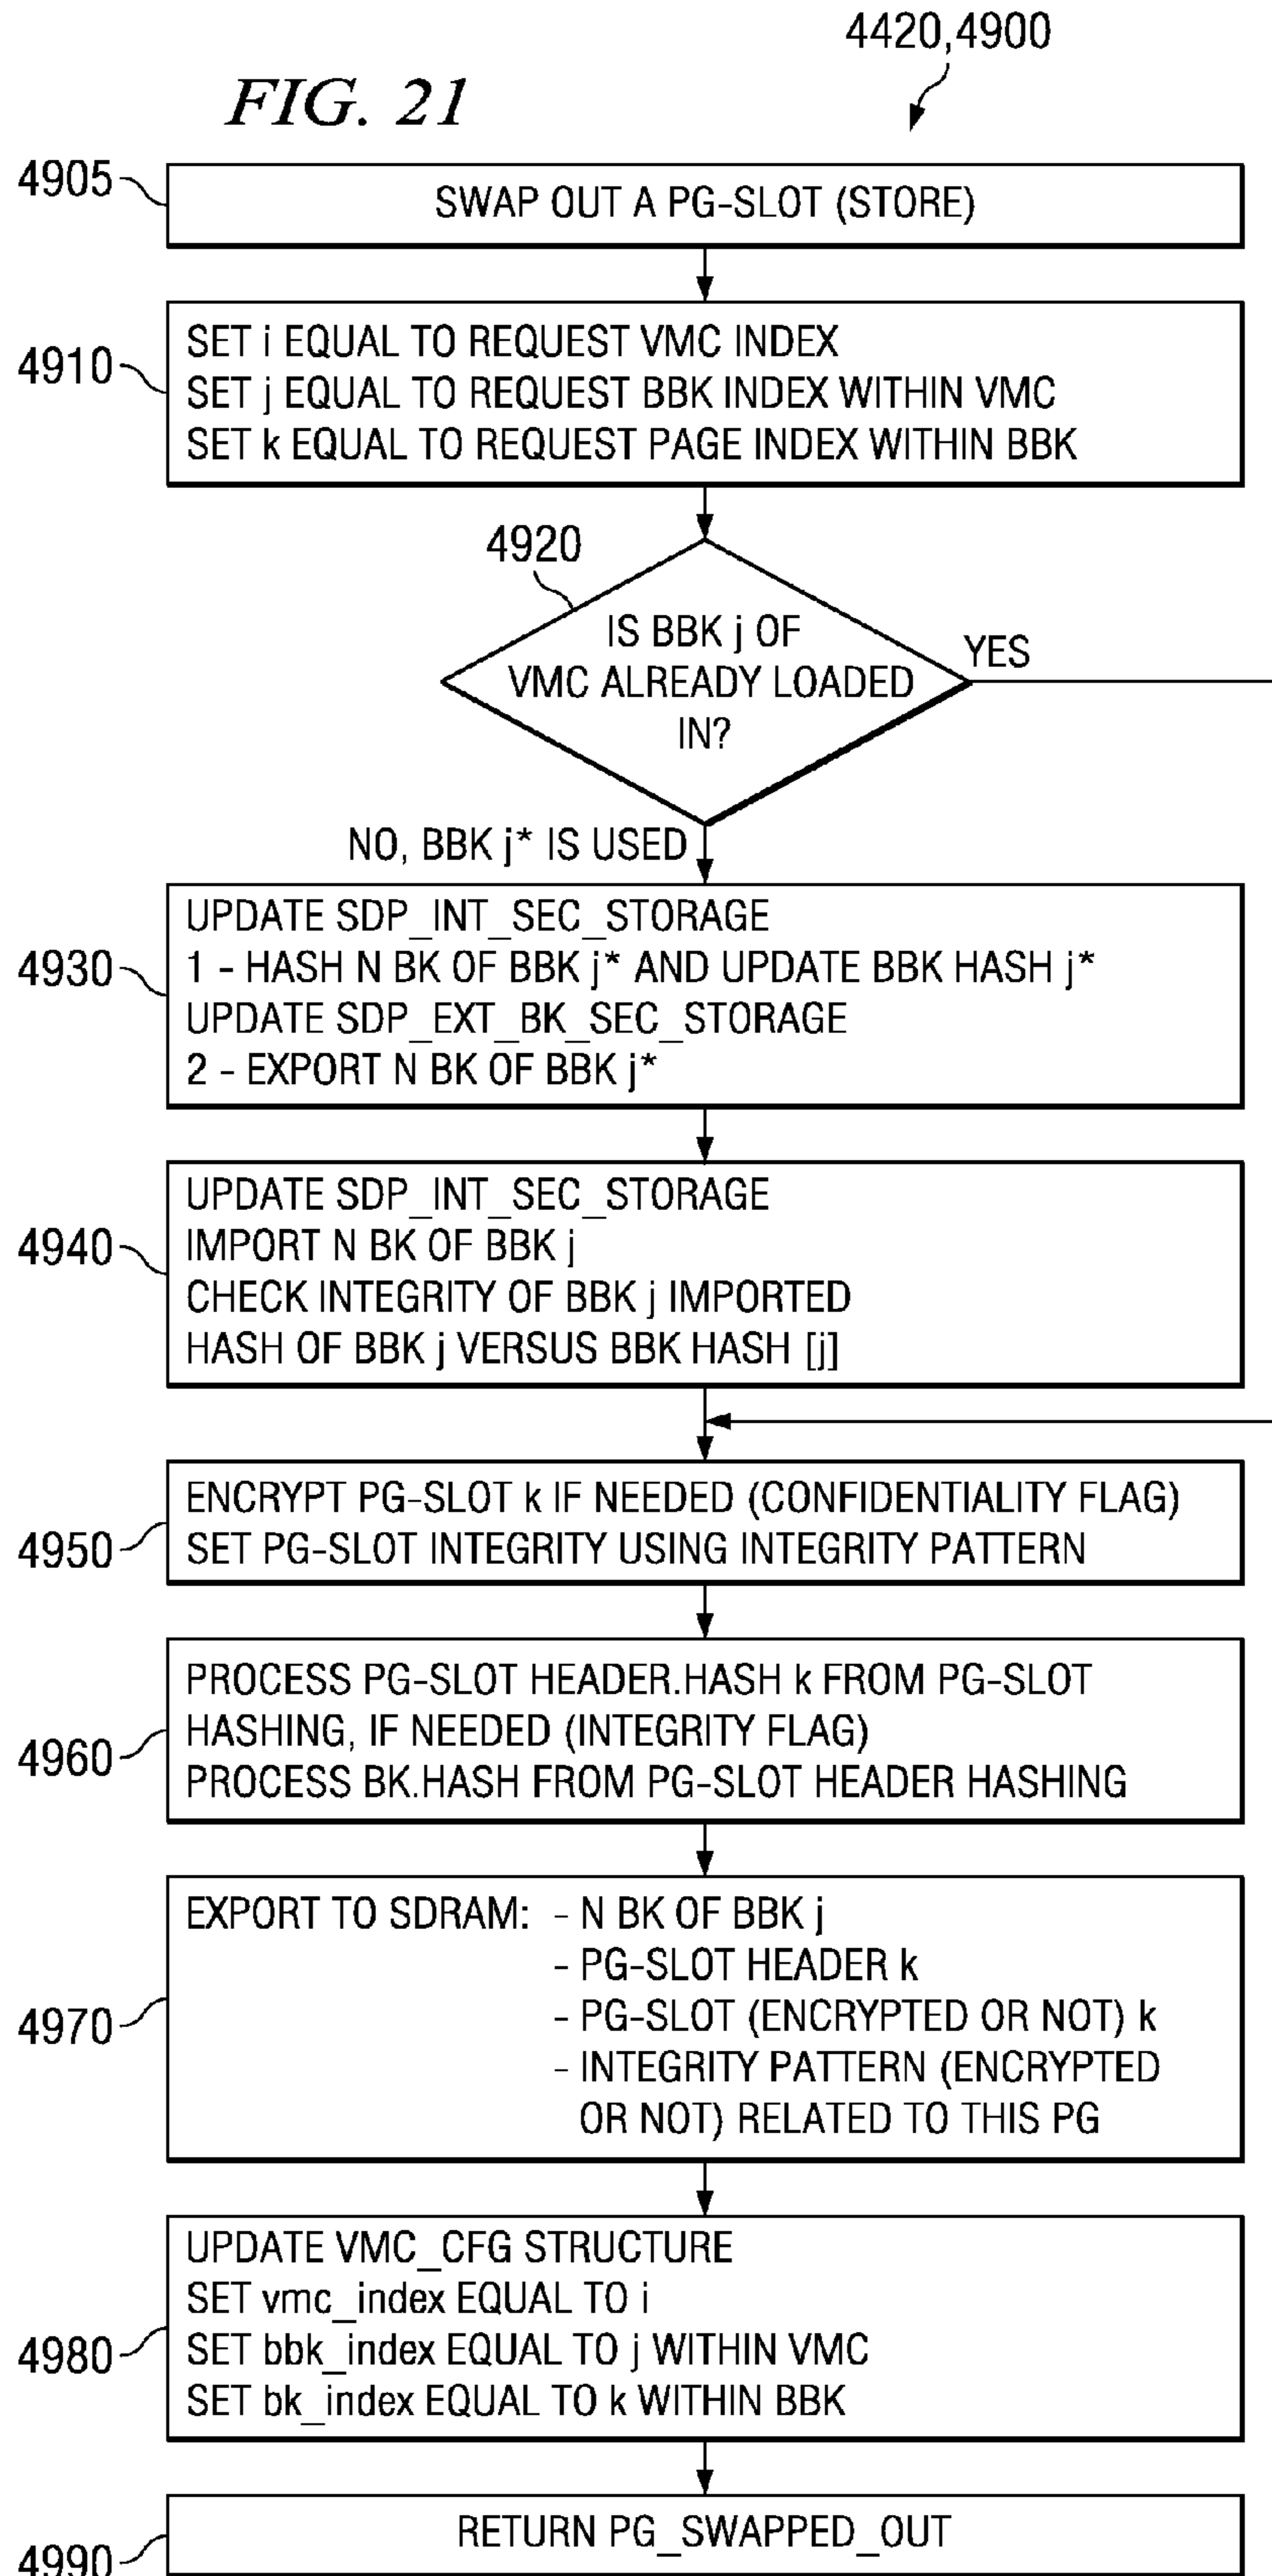 4420,4900
FIG. 21
4905
SWAP OUT A PG-SLOT (STORE)
4910
SET i EQUAL TO REQUEST VMC INDEX
SET j EQUAL TO REQUEST BBK INDEX WITHIN VMC
SET k EQUAL TO REQUEST PAGE INDEX WITHIN BBK
4920
IS BBK j OF
VMC ALREADY LOADED
IN?
YES
NO, BBK j* IS USED
4930
UPDATE SDP_INT_SEC_STORAGE
1 - HASH N BK OF BBK j* AND UPDATE BBK HASH j*
UPDATE SDP_EXT_BK_SEC_STORAGE
2 - EXPORT N BK OF BBK j*
4940
UPDATE SDP_INT_SEC_STORAGE
IMPORT N BK OF BBK j
CHECK INTEGRITY OF BBK j IMPORTED
HASH OF BBK j VERSUS BBK HASH [j]
4950
ENCRYPT PG-SLOT k IF NEEDED (CONFIDENTIALITY FLAG)
SET PG-SLOT INTEGRITY USING INTEGRITY PATTERN
4960
PROCESS PG-SLOT HEADER.HASH k FROM PG-SLOT
HASHING, IF NEEDED (INTEGRITY FLAG)
PROCESS BK.HASH FROM PG-SLOT HEADER HASHING
4970
EXPORT TO SDRAM: - N BK OF BBK j
- PG-SLOT HEADER k
- PG-SLOT (ENCRYPTED OR NOT) k
- INTEGRITY PATTERN (ENCRYPTED
OR NOT) RELATED TO THIS PG
4980
UPDATE VMC_CFG STRUCTURE
SET vmc_index EQUAL TO i
SET bbk_index EQUAL TO j WITHIN VMC
SET bk_index EQUAL TO k WITHIN BBK
4990
RETURN PG_SWAPPED_OUT